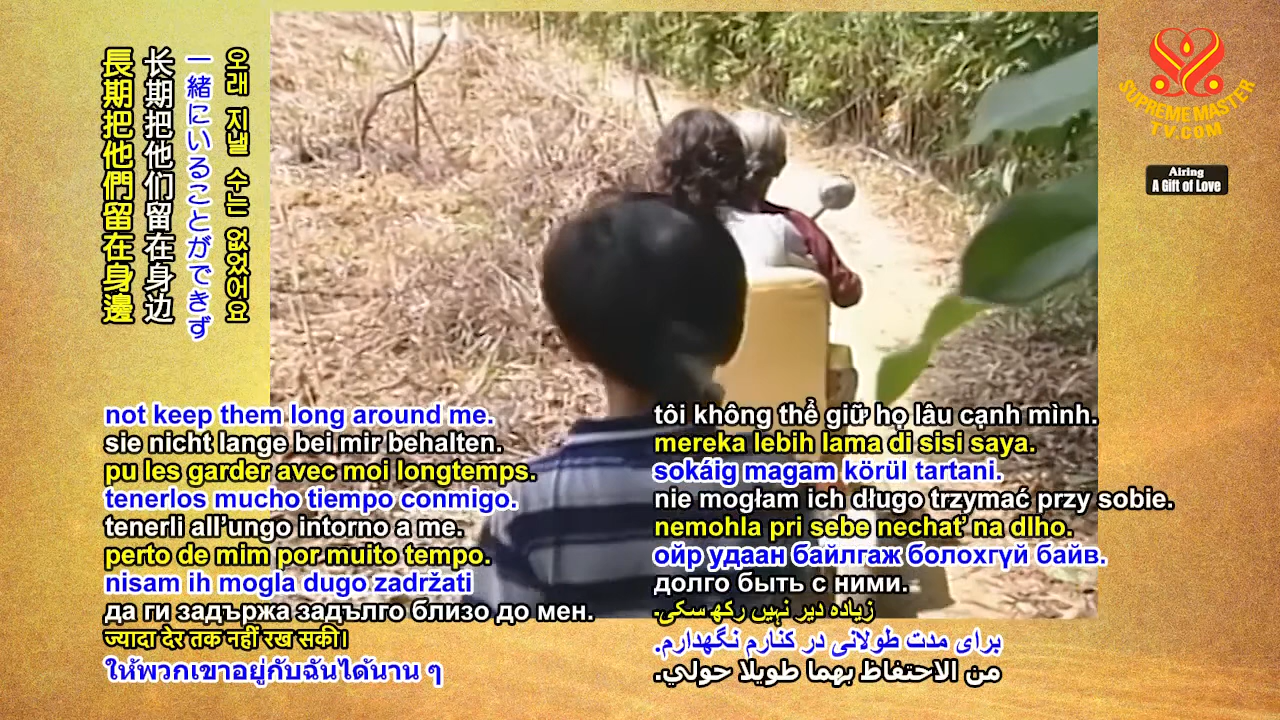 長期把他們留在身邊
长期把他们留在身边
一緒にいることができず
오래 지낼 수는 없었어요
SUPREME MASTER
TV.COM
Airing
A Gift of Love
not keep them long around me.
sie nicht lange bei mir behalten.
pu les garder avec moi longtemps.
tenerlos mucho tiempo conmigo.
tenerli all’ungo intorno a me.
perto de mim por muito tempo.
nisam ih mogla dugo zadržati
да ги задържа задълго близо до мен.
ज्यादा देर तक नहीं रख सकी।
ให้พวกเขาอยู่กับฉันได้นาน ๆ
tôi không thể giữ họ lâu cạnh mình.
mereka lebih lama di sisi saya.
sokáig magam körül tartani.
nie mogłam ich długo trzymać przy sobie.
nemohla pri sebe nechať na dlho.
ойр удаан байлгаж болохгүй байв.
долго быть с ними.
زیادہ دیر نہیں رکھ سکی.
برای مدت طولانی در کنارم نگهدارم.
من الاحتفاظ بهما طويلا حولي.